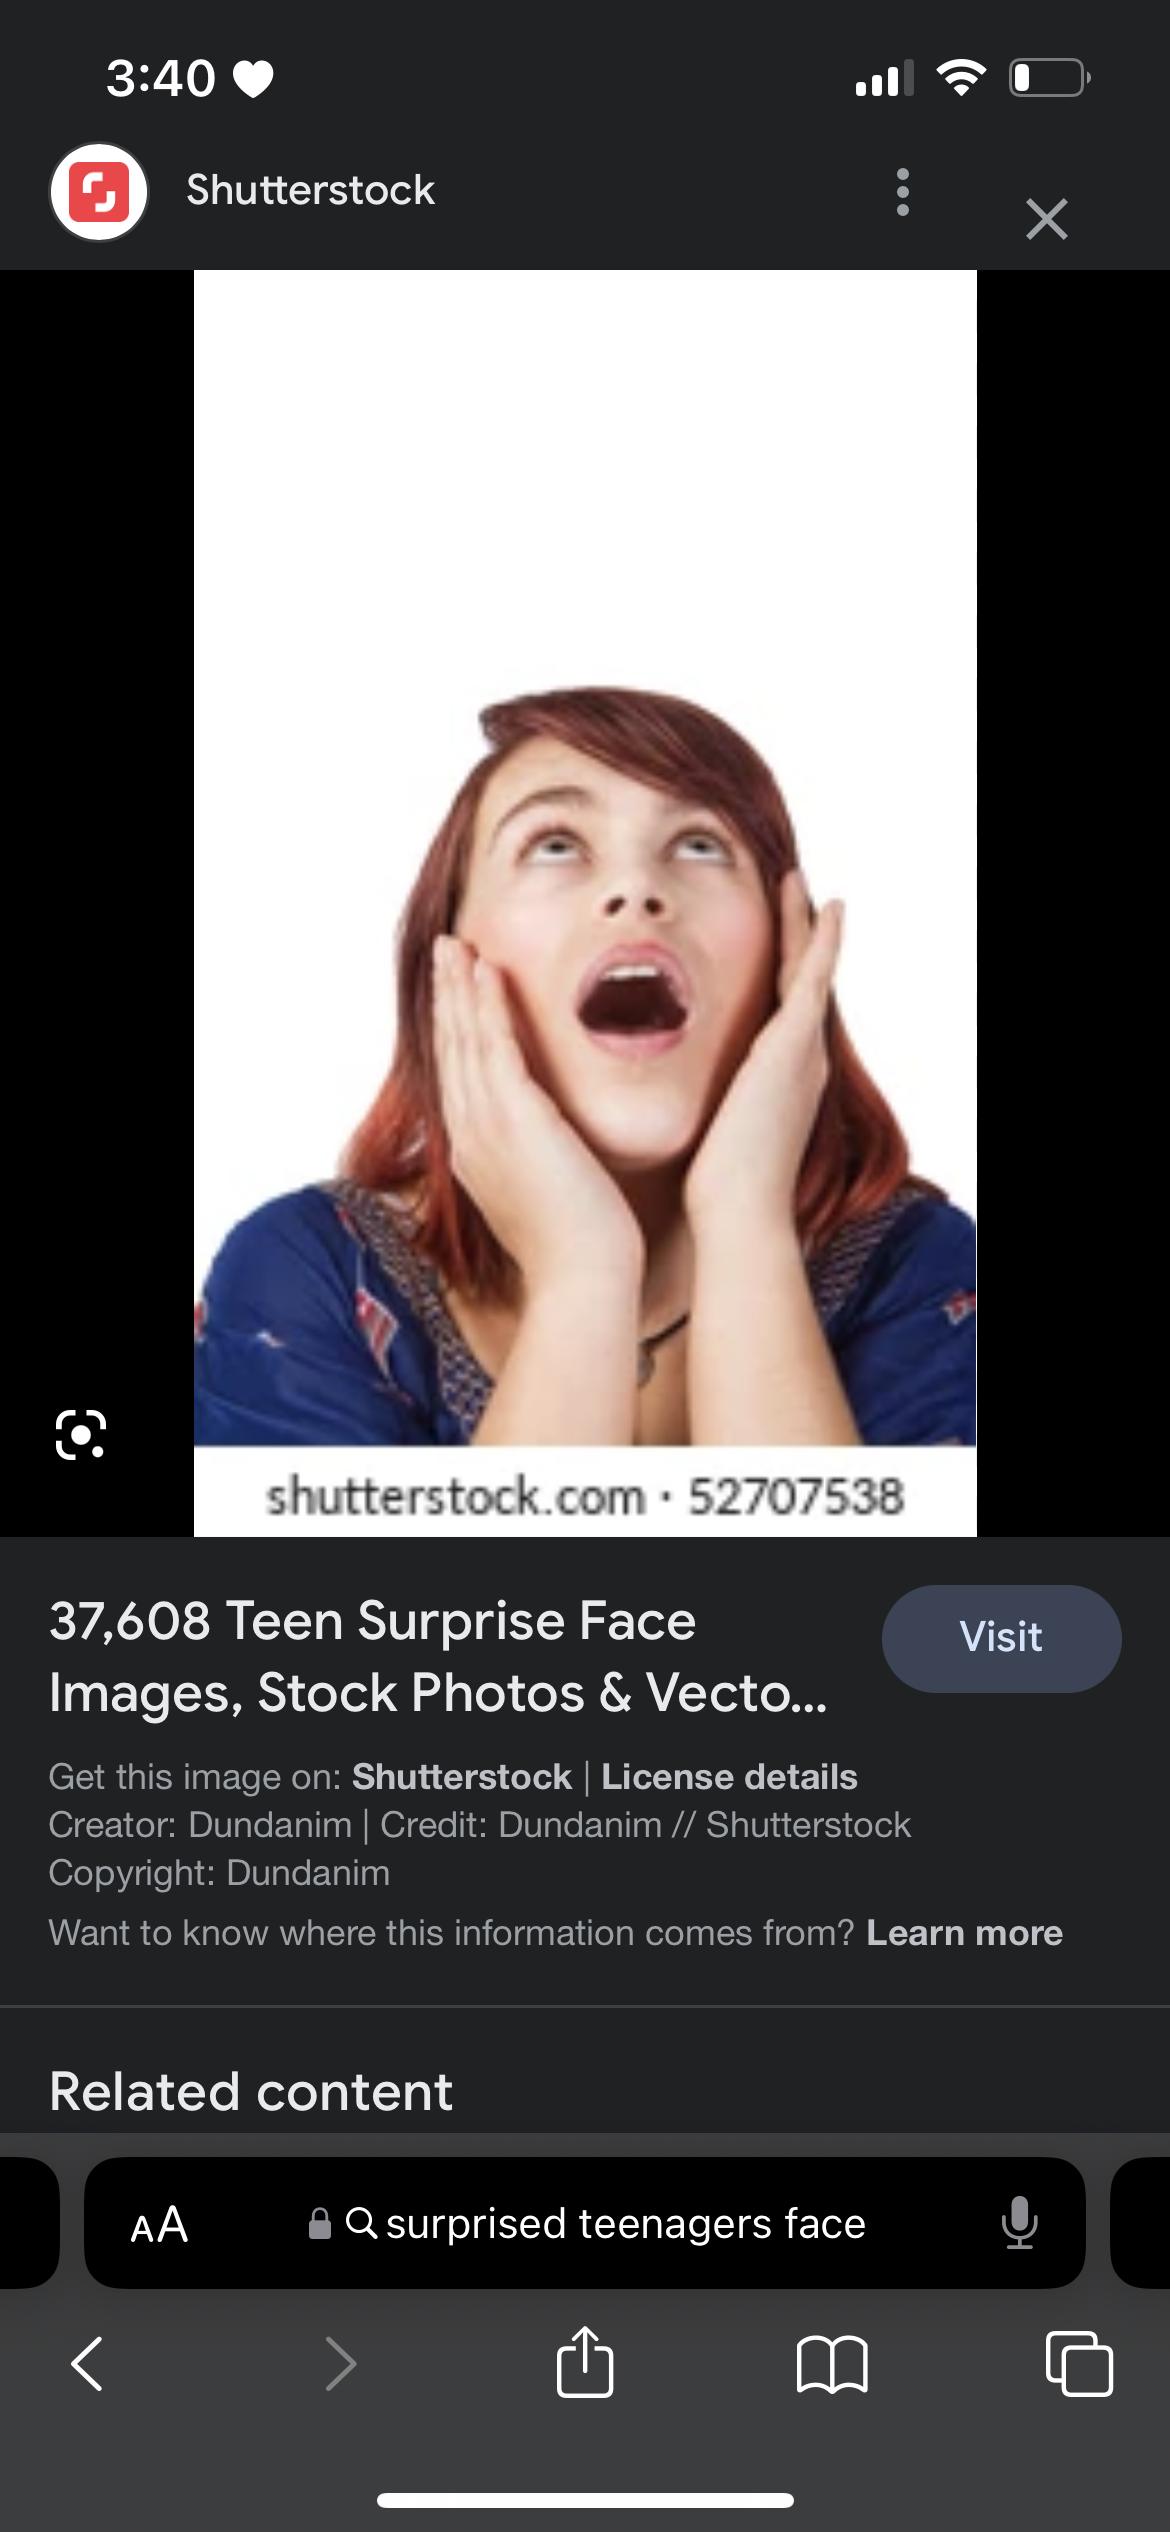 3:40
Shutterstock
shutterstock.com · 52707538
37,608 Teen Surprise Face
Images, Stock Photos & Vecto...
Visit
Get this image on: Shutterstock | License details
Creator: Dundanim | Credit: Dundanim // Shutterstock
Copyright: Dundanim
Want to know where this information comes from? Learn more
Related content
AA surprised teenagers face